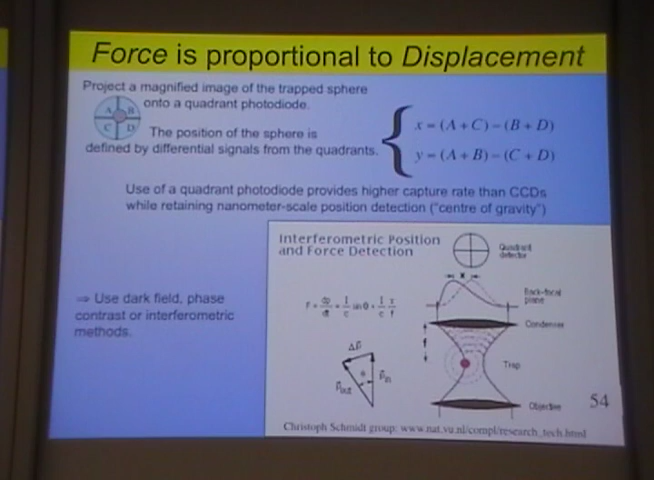 Force is proportional to Displacement
Project a magnified image of the trapped sphere
onto a quadrant photodiode.
A B
C D
The position of the sphere is
defined by differential signals from the quadrants.
x = (A + C) − (B + D)
y = (A + B) − (C + D)
Use of a quadrant photodiode provides higher capture rate than CCDs
while retaining nanometer-scale position detection ("centre of gravity")
Interferometric Position
and Force Detection
Quadrant
detector
x
⇒ Use dark field, phase
contrast or interferometric
methods.
Back-focal
plane
Condenser
f
Δp
θ
p in
p out
Trap
Objective
54
Christoph Schmidt group: www.nat.vu.nl/compl/research_tech.html